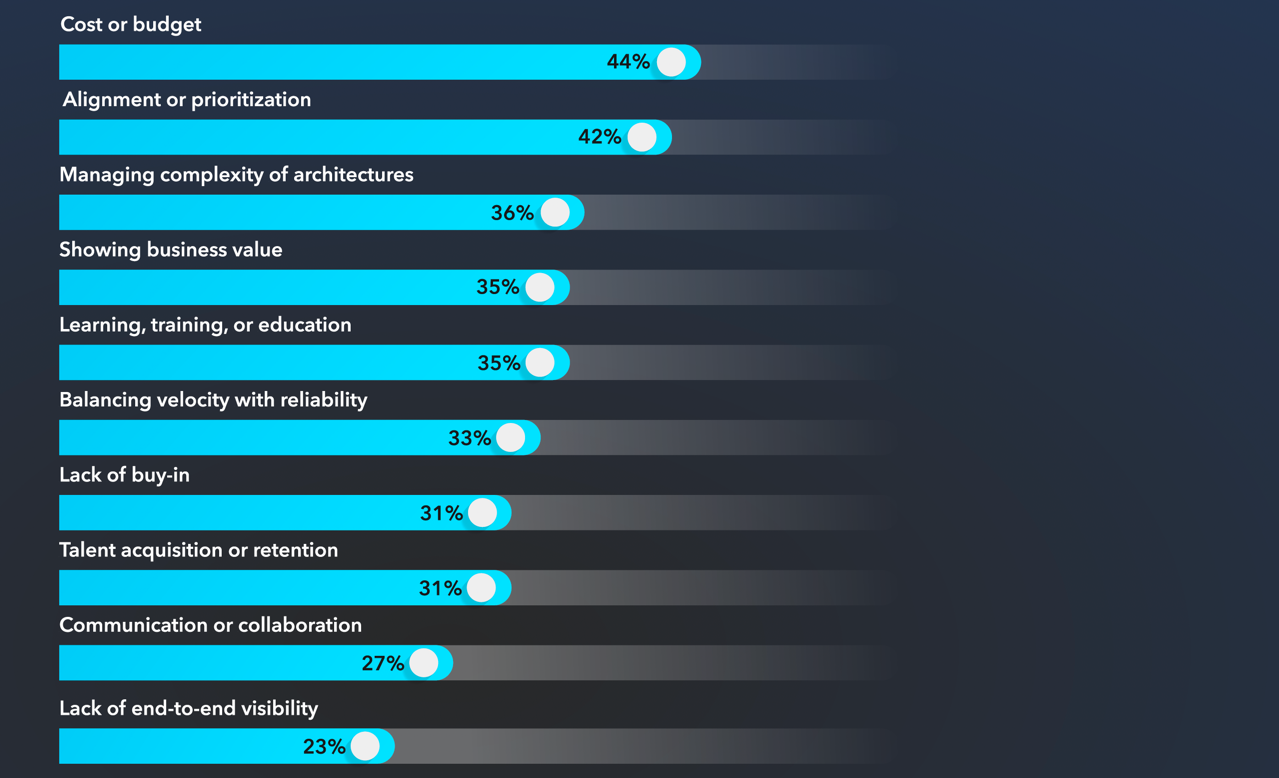 Cost or budget
44%
Alignment or prioritization
42%
Managing complexity of architectures
36%
Showing business value
35%
Learning, training, or education
35%
Balancing velocity with reliability
33%
Lack of buy-in
31%
Talent acquisition or retention
31%
Communication or collaboration
27%
Lack of end-to-end visibility
23%